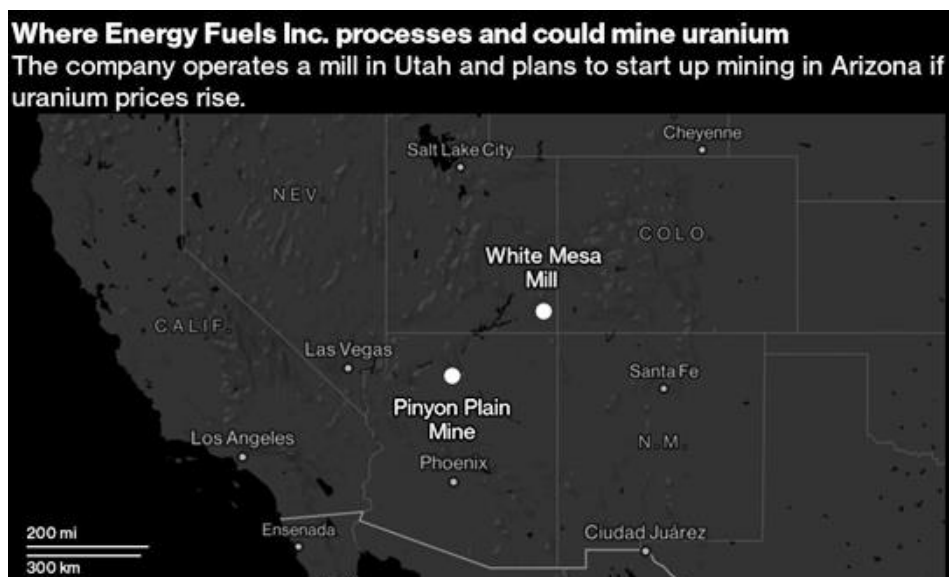 Where Energy Fuels Inc. processes and could mine uranium
The company operates a mill in Utah and plans to start up mining in Arizona if
uranium prices rise.
Cheyenne
Salt Lake City
NEV.
COLO.
White Mesa
Mill
CALIF.
Las Vegas
Santa Fe
Pinyon Plain
Mine
Los Angeles
N.M.
Phoenix
200 mi
300 km
Ensenada
Ciudad Juárez